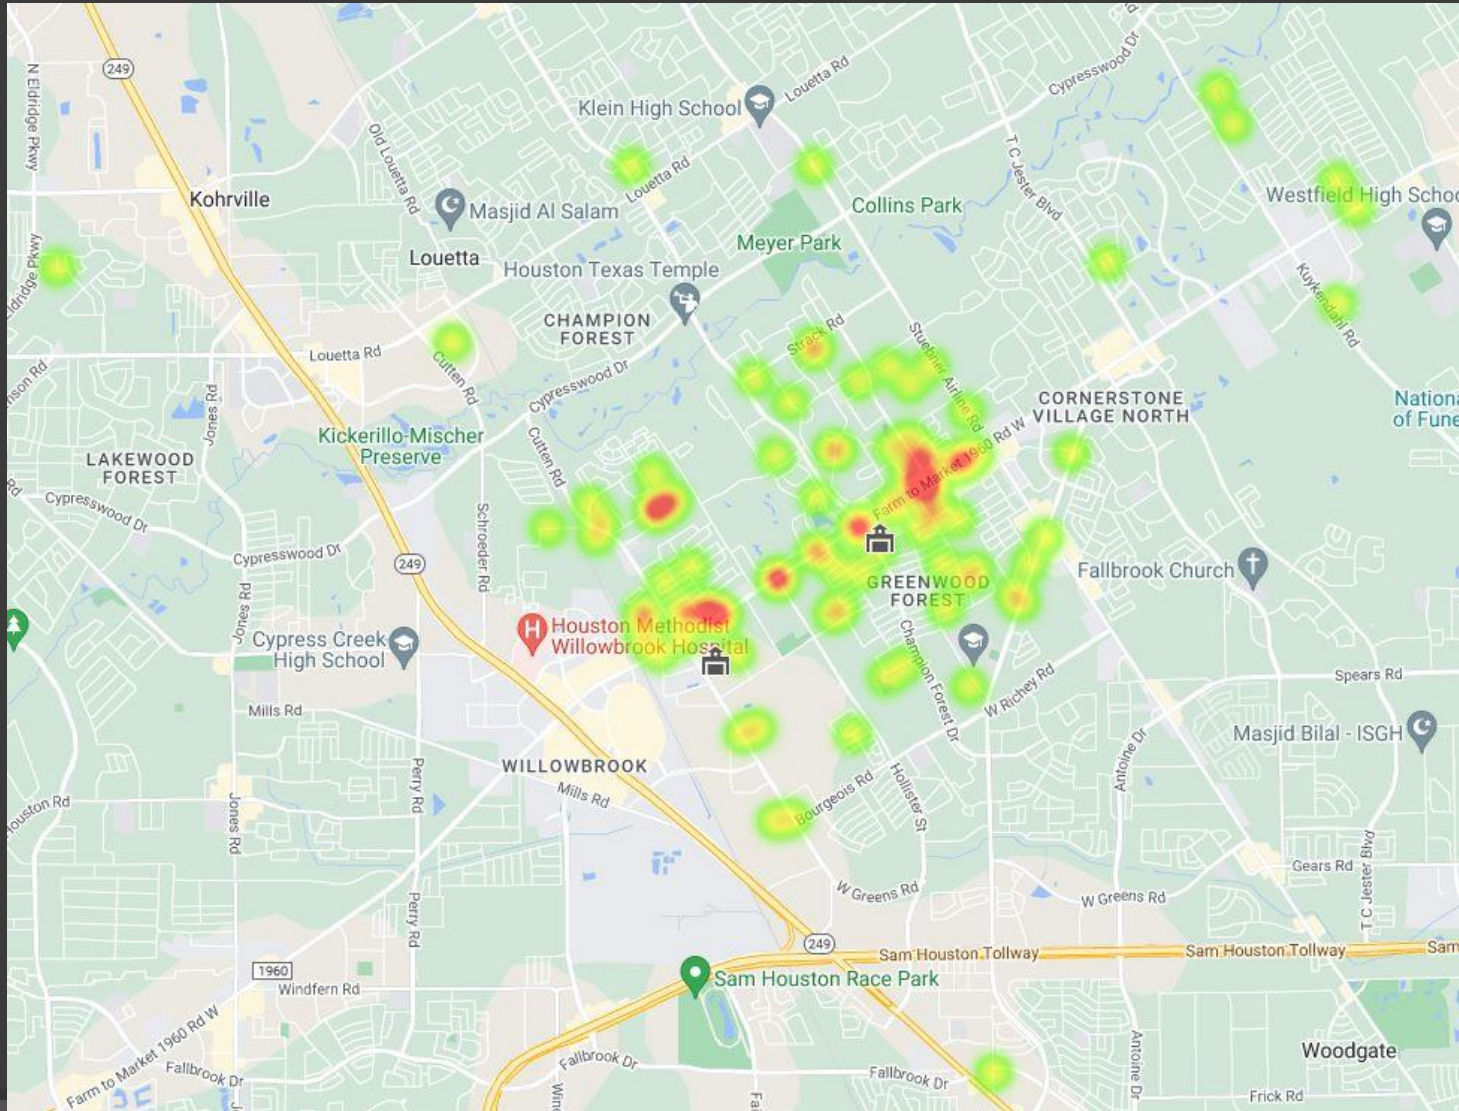 249
N Eldridge Pkwy
Klein High School
Louetta Rd
Cypresswood Dr
Old Louetta Rd
Louetta Rd
T C Jester Blvd
Kohrville
Masjid Al Salam
Collins Park
Westfield High Schoo
Meyer Park
Louetta
Houston Texas Temple
ldridge Pkwy
Kuykendahl Rd
CHAMPION
FOREST
Strack Rd
Stuebner Airline Rd
Louetta Rd
Cutten Rd
Cypresswood Dr
nson Rd
Jones Rd
CORNERSTONE
VILLAGE NORTH
Nationa
of Fune
Kickerillo-Mischer
Preserve
Cutten Rd
Farm to Market 1960 Rd W
LAKEWOOD
FOREST
Rd
Cypresswood Dr
Schroeder Rd
Cypresswood Dr
249
Jones Rd
GREENWOOD
FOREST
Fallbrook Church
Houston Methodist
Willowbrook Hospital
H
Cypress Creek
High School
Champion Forest Dr
W Richey Rd
Spears Rd
Mills Rd
Masjid Bilal - ISGH
WILLOWBROOK
Mills Rd
Perry Rd
Antoine Dr
Houston Rd
Jones Rd
Bourgeois Rd
Hollister St
T C Jester Blvd
Gears Rd
W Greens Rd
W Greens Rd
Perry Rd
249
Sam Houston Tollway
Sam Houston Tollway
Sam
1960
Windfern Rd
Sam Houston Race Park
Farm to Market 1960 Rd W
Fallbrook Dr
Fallbrook Dr
Fallbrook Dr
Antoine Dr
Woodgate
Frick Rd